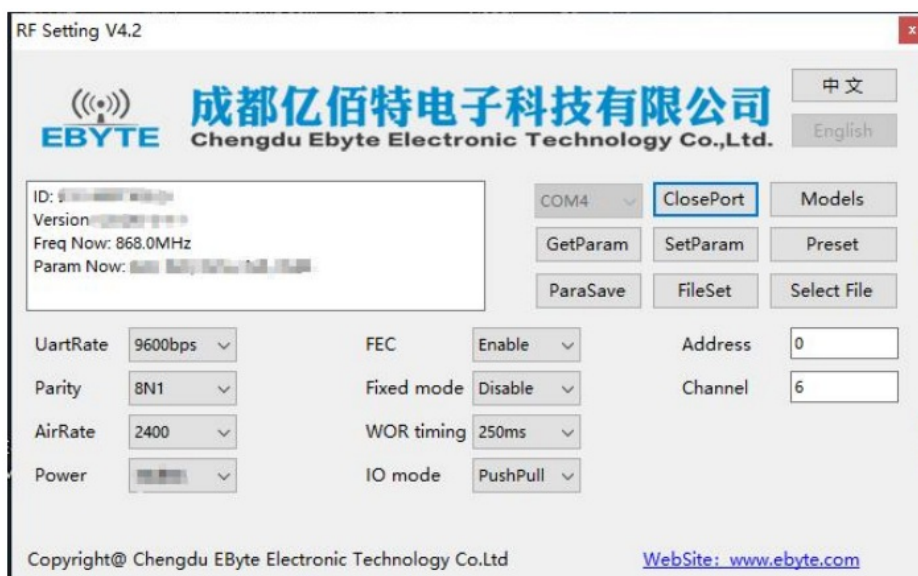 RF Setting V4.2
x
EBYTE
成都亿佰特电子科技有限公司
Chengdu Ebyte Electronic Technology Co.,Ltd.
中文
English
ID:
Version
Freq Now: 868.0MHz
Param Now:
COM4 ClosePort Models
GetParam SetParam Preset
ParaSave FileSet Select File
UartRate 9600bps FEC Enable Address 0
Parity 8N1 Fixed mode Disable Channel 6
AirRate 2400 WOR timing 250ms
Power IO mode PushPull
Copyright@ Chengdu EByte Electronic Technology Co.Ltd WebSite: www.ebyte.com